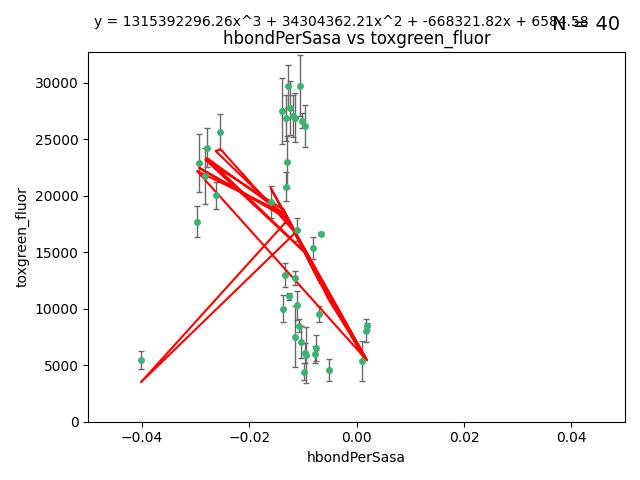 y = 1315392296.26x^3 + 34304362.21x^2 + -668321.82x + 6584.58
N = 40
hbondPerSasa vs toxgreen_fluor
30000
25000
20000
15000
10000
5000
0
toxgreen_fluor
−0.04
−0.02
0.00
0.02
0.04
hbondPerSasa